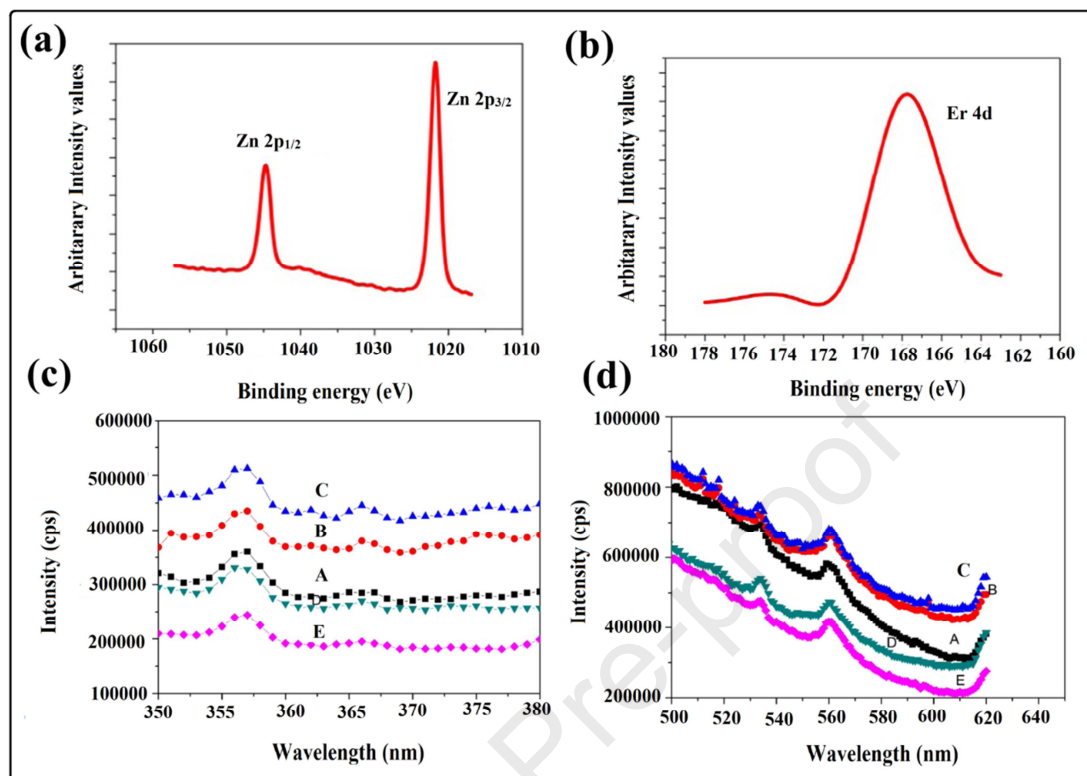 (a)
Arbitarary Intensity values
Zn 2p1/2
Zn 2p3/2
1060 1050 1040 1030 1020 1010
Binding energy (eV)
(b)
Arbitarary Intensity values
Er 4d
180 178 176 174 172 170 168 166 164 162 160
Binding energy (eV)
(c)
Intensity (cps)
600000
500000
400000
300000
200000
100000
C
B
A
D
E
350 355 360 365 370 375 380
Wavelength (nm)
(d)
Intensity (cps)
1000000
800000
600000
400000
200000
C
B
A
D
E
500 520 540 560 580 600 620 640
Wavelength (nm)
Pre-proof